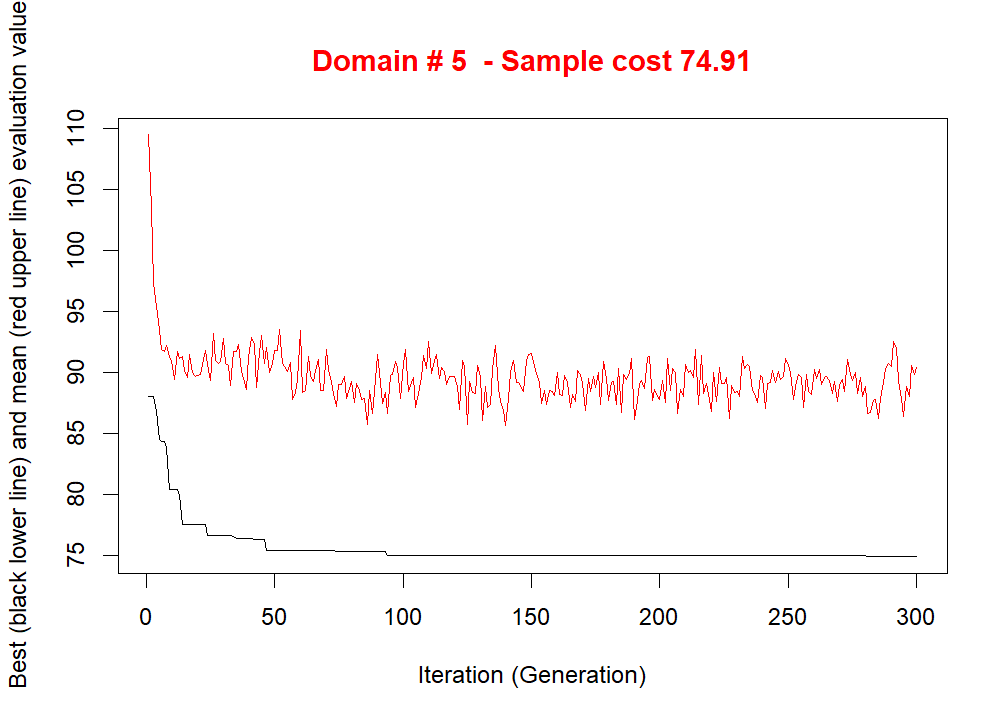 Domain # 5  - Sample cost 74.91
Best (black lower line) and mean (red upper line) evaluation value
110
105
100
95
90
85
80
75
0 50 100 150 200 250 300
Iteration (Generation)